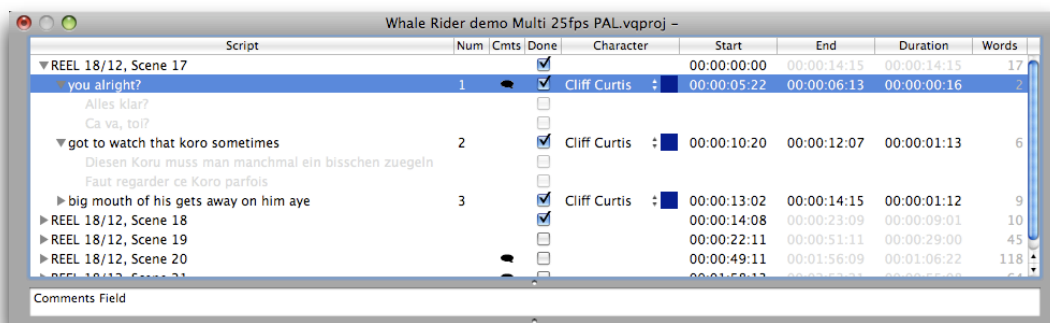 Whale Rider demo Multi 25fps PAL.vqproj –
Script Num Cmts Done Character Start End Duration Words
REEL 18/12, Scene 17 00:00:00:00 00:00:14:15 00:00:14:15 17
you alright? 1 Cliff Curtis 00:00:05:22 00:00:06:13 00:00:00:16 2
Alles klar?
Ca va, toi?
got to watch that koro sometimes 2 Cliff Curtis 00:00:10:20 00:00:12:07 00:00:01:13 6
Diesen Koru muss man manchmal ein bisschen zuegeln
Faut regarder ce Koro parfois
big mouth of his gets away on him aye 3 Cliff Curtis 00:00:13:02 00:00:14:15 00:00:01:12 9
REEL 18/12, Scene 18 00:00:14:08 00:00:23:09 00:00:09:01 10
REEL 18/12, Scene 19 00:00:22:11 00:00:51:11 00:00:29:00 45
REEL 18/12, Scene 20 00:00:49:11 00:01:56:09 00:01:06:22 118
REEL 18/12, Scene 21
Comments Field